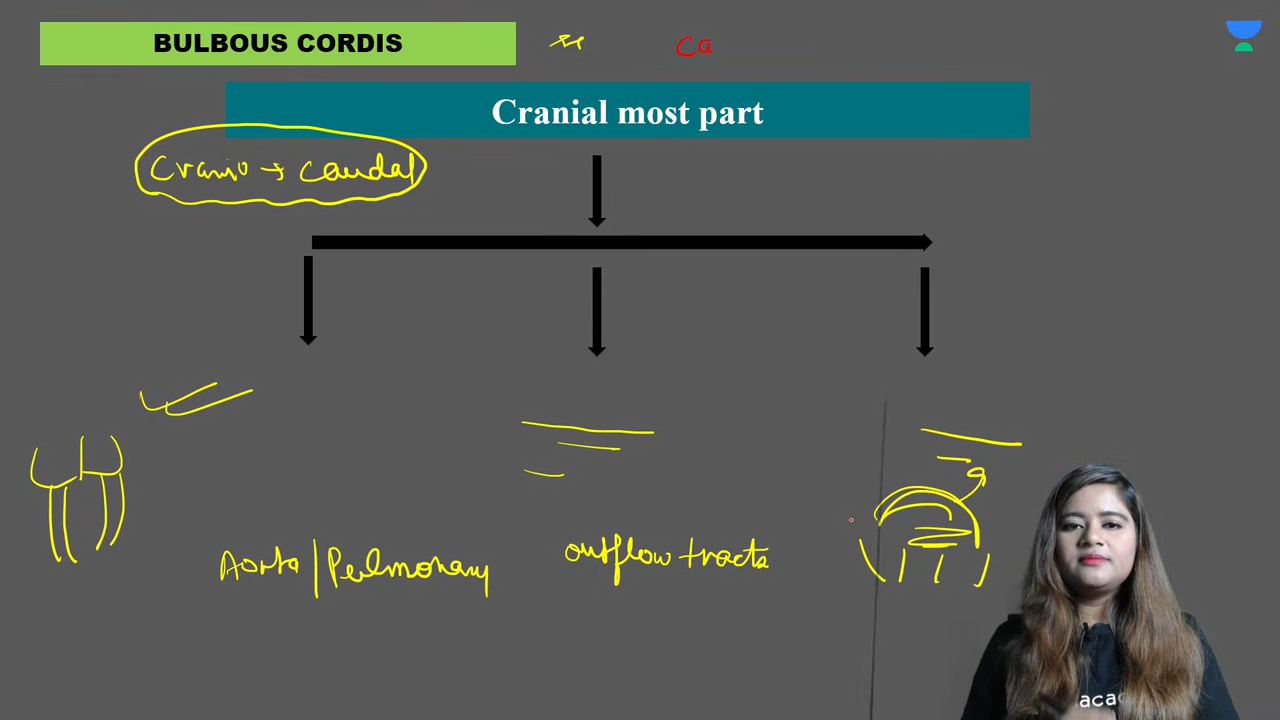 BULBOUS CORDIS
Ca
Cranial most part
Cranio → Caudal
Aorta | Pulmonary
outflow tracts
aca